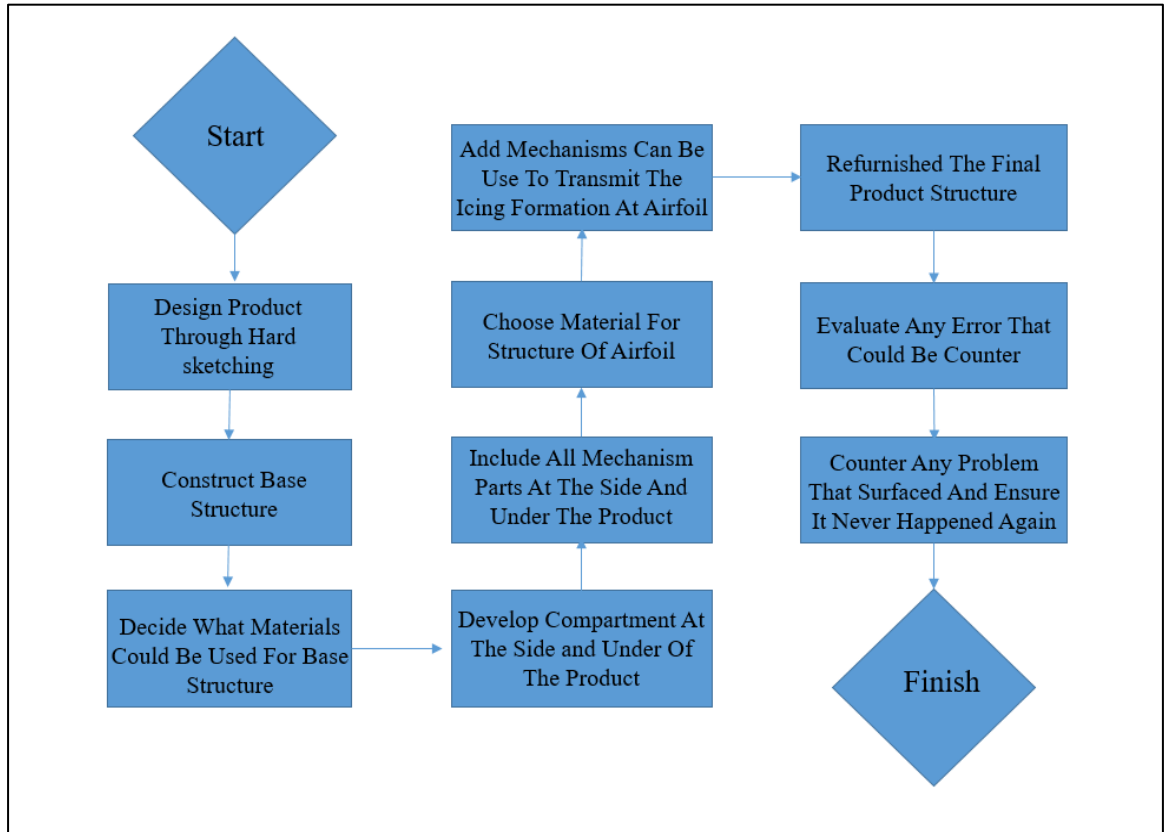 Start
Design Product
Through Hard
sketching
Construct Base
Structure
Decide What Materials
Could Be Used For Base
Structure
Develop Compartment At
The Side and Under Of
The Product
Include All Mechanism
Parts At The Side And
Under The Product
Choose Material For
Structure Of Airfoil
Add Mechanisms Can Be
Use To Transmit The
Icing Formation At Airfoil
Refurnished The Final
Product Structure
Evaluate Any Error That
Could Be Counter
Counter Any Problem
That Surfaced And Ensure
It Never Happened Again
Finish